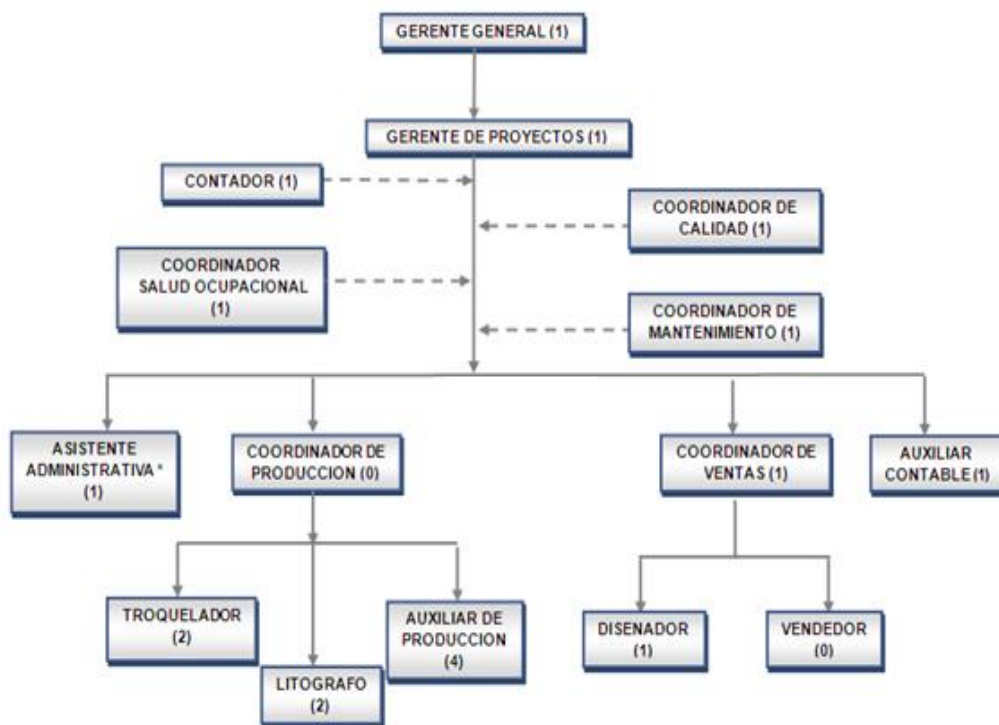 GERENTE GENERAL (1)
GERENTE DE PROYECTOS (1)
CONTADOR (1)
COORDINADOR DE
CALIDAD (1)
COORDINADOR
SALUD OCUPACIONAL
(1)
COORDINADOR DE
MANTENIMIENTO (1)
ASISTENTE
ADMINISTRATIVA*
(1)
COORDINADOR DE
PRODUCCION (0)
COORDINADOR DE
VENTAS (1)
AUXILIAR
CONTABLE (1)
TROQUELADOR
(2)
LITOGRAFO
(2)
AUXILIAR DE
PRODUCCION
(4)
DISENADOR
(1)
VENDEDOR
(0)